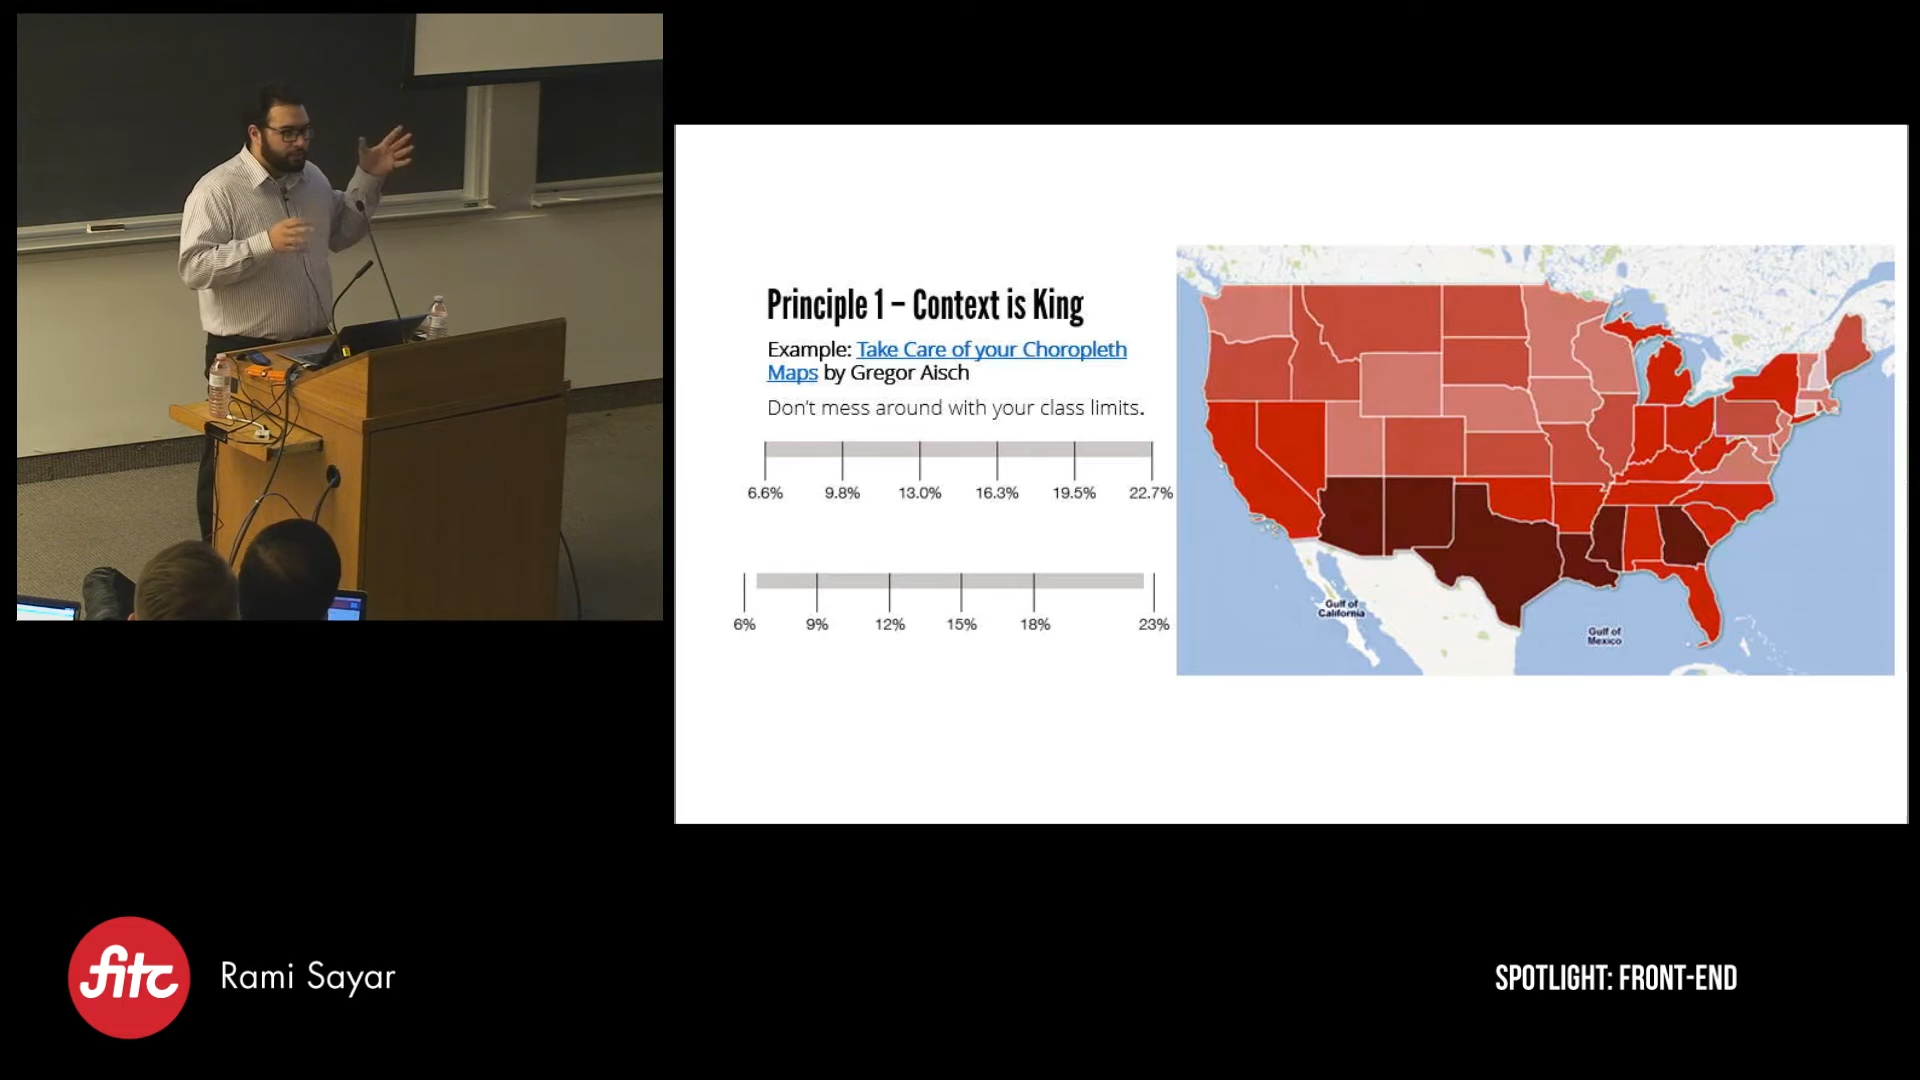 Principle 1 – Context is King
Example: Take Care of your Choropleth
Maps by Gregor Aisch
Don't mess around with your class limits.
6.6% 9.8% 13.0% 16.3% 19.5% 22.7%
6% 9% 12% 15% 18% 23%
Gulf of
California
Gulf of
Mexico
fitc
Rami Sayar
SPOTLIGHT: FRONT-END